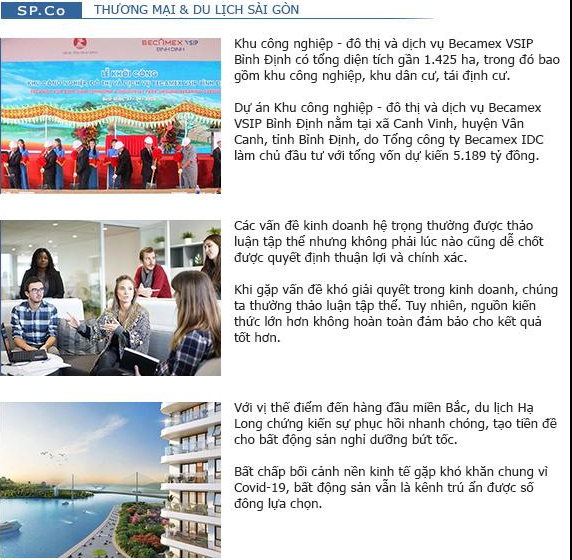 SP.Co THƯƠNG MẠI & DU LỊCH SÀI GÒN
BECAMEX VSIP
BÌNH ĐỊNH
LỄ KHỞI CÔNG
Khu công nghiệp - đô thị và dịch vụ Becamex VSIP
Bình Định có tổng diện tích gần 1.425 ha, trong đó bao
gồm khu công nghiệp, khu dân cư, tái định cư.
Dự án Khu công nghiệp - đô thị và dịch vụ Becamex
VSIP Bình Định nằm tại xã Canh Vinh, huyện Vân
Canh, tỉnh Bình Định, do Tổng công ty Becamex IDC
làm chủ đầu tư với tổng vốn dự kiến 5.189 tỷ đồng.
Các vấn đề kinh doanh hệ trọng thường được thảo
luận tập thể nhưng không phải lúc nào cũng dễ chốt
được quyết định thuận lợi và chính xác.
Khi gặp vấn đề khó giải quyết trong kinh doanh, chúng
ta thường thảo luận tập thể. Tuy nhiên, nguồn kiến
thức lớn hơn không hoàn toàn đảm bảo cho kết quả
tốt hơn.
Với vị thế điểm đến hàng đầu miền Bắc, du lịch Hạ
Long chứng kiến sự phục hồi nhanh chóng, tạo tiền đề
cho bất động sản nghỉ dưỡng bứt tốc.
Bất chấp bối cảnh nền kinh tế gặp khó khăn chung vì
Covid-19, bất động sản vẫn là kênh trú ẩn được số
đông lựa chọn.